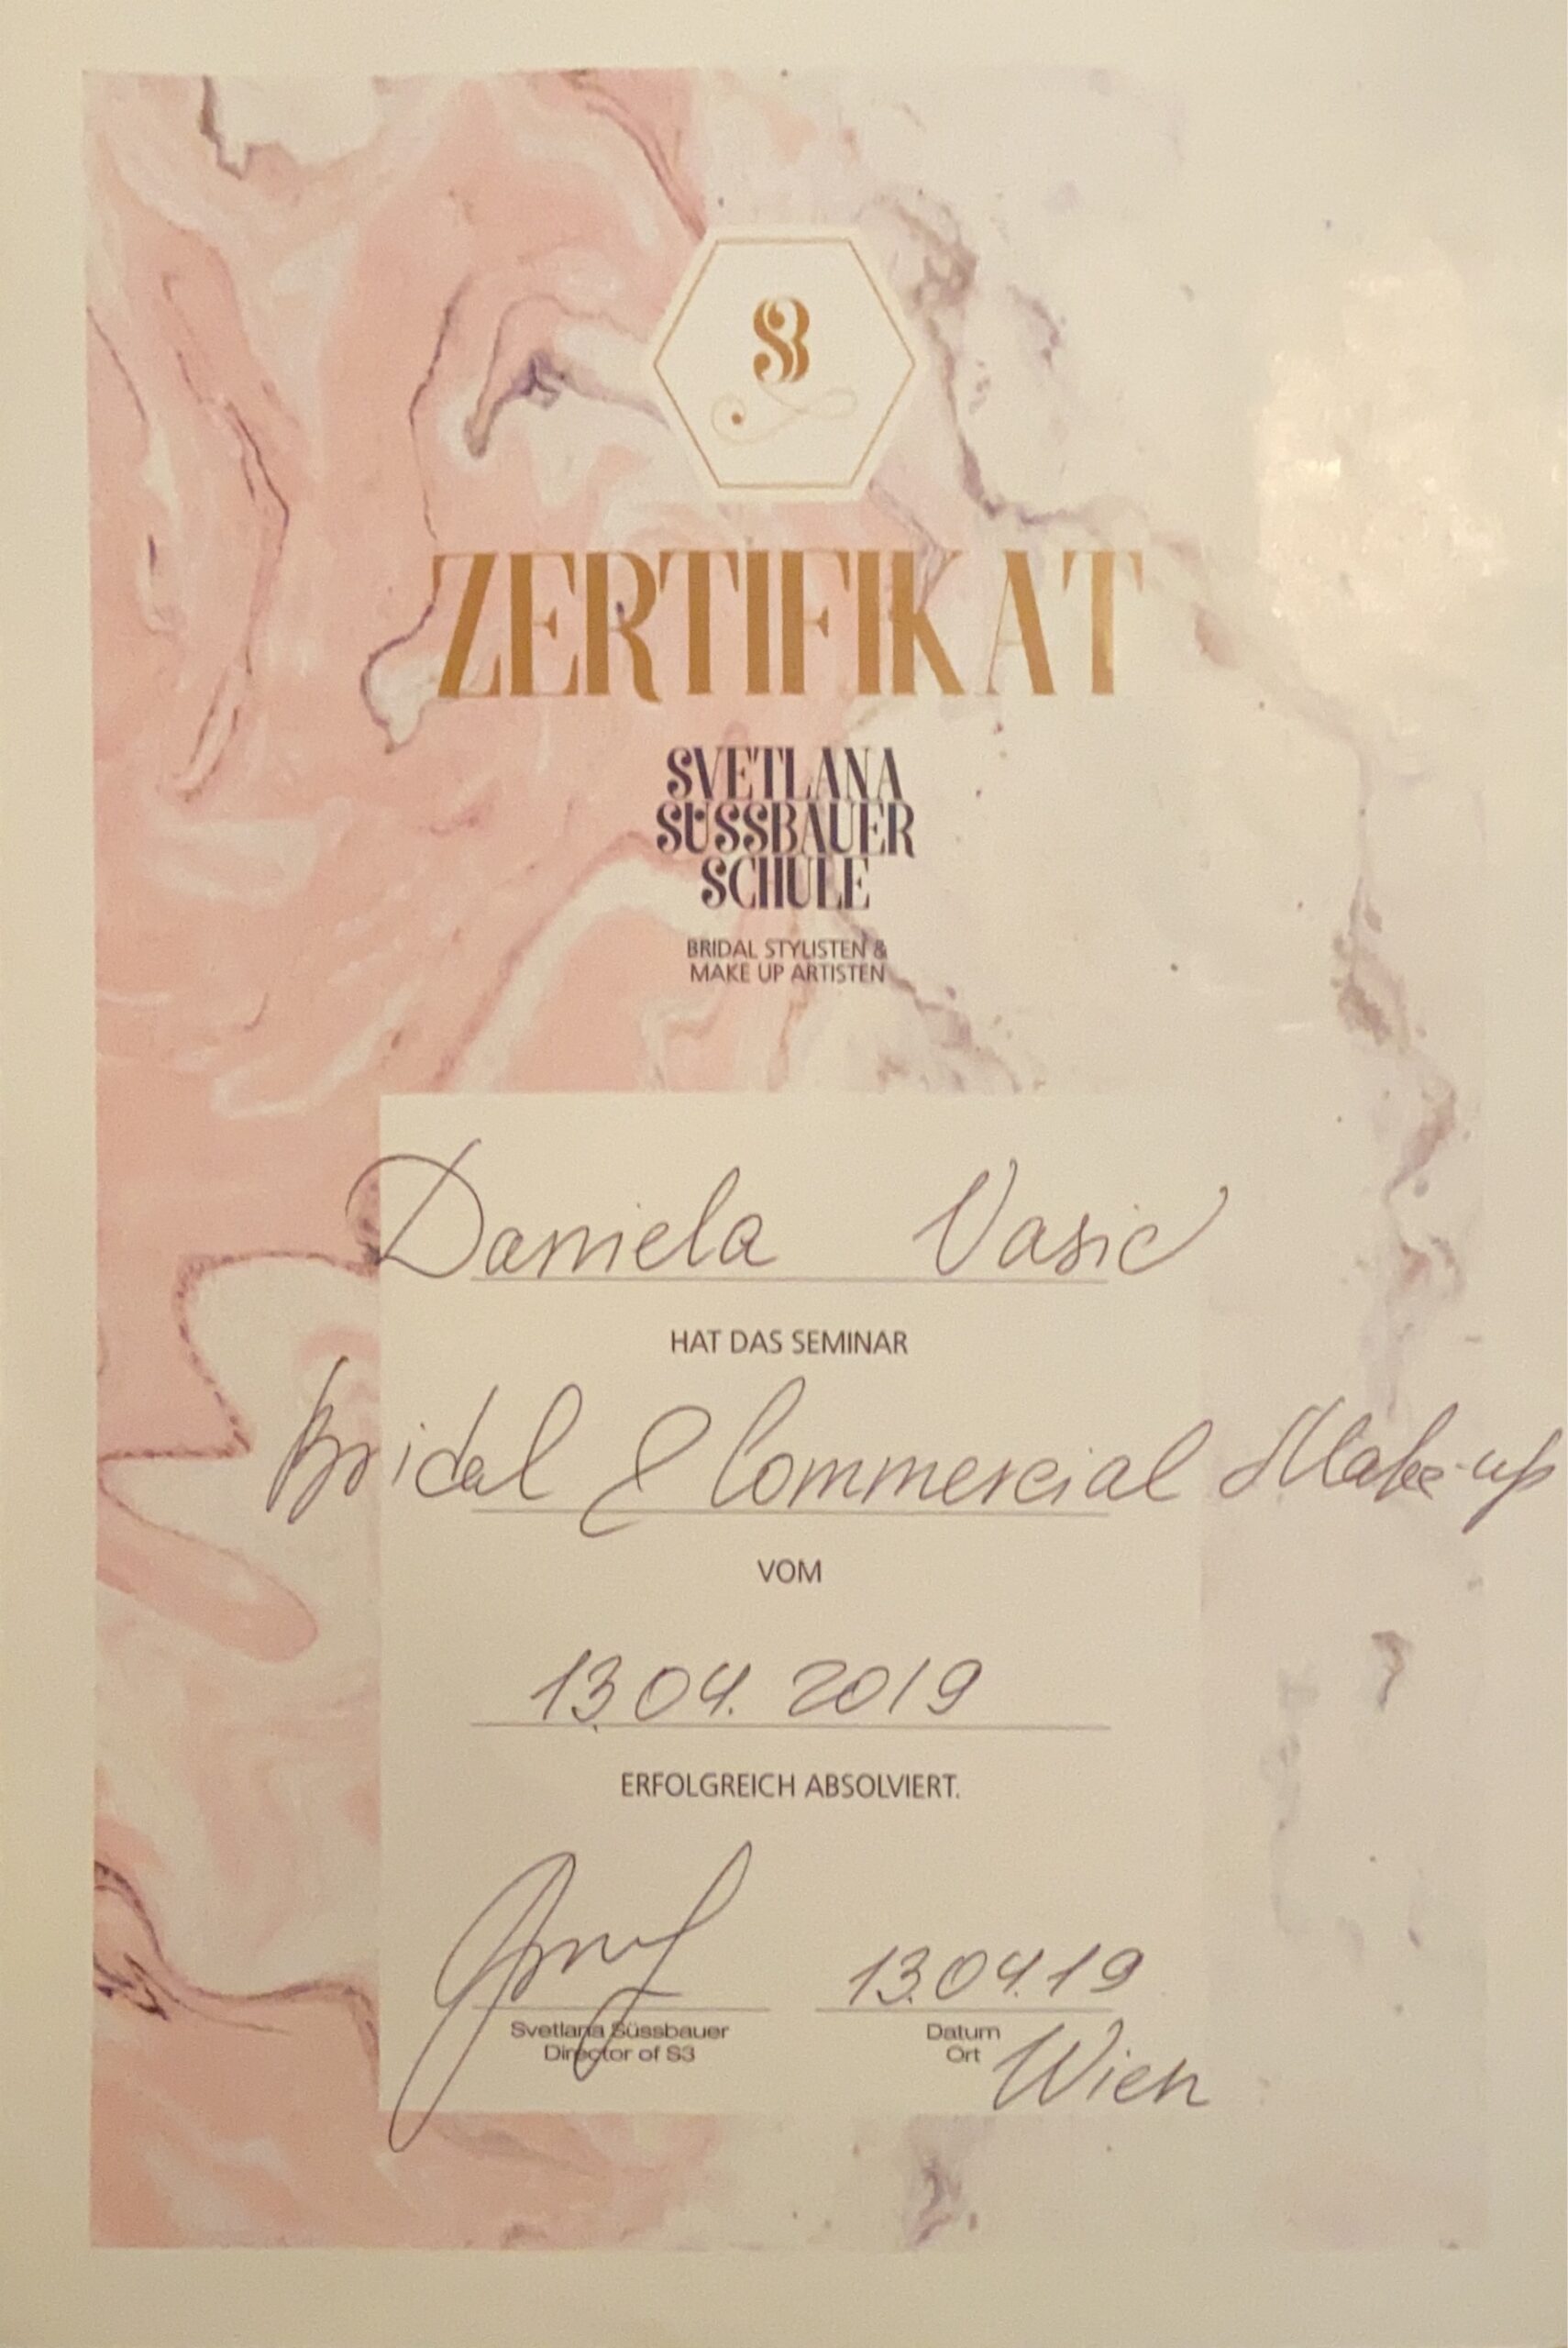 S3
ZERTIFIKAT
SVETLANA
SÜSSBAUER
SCHULE
BRIDAL STYLISTEN &
MAKE UP ARTISTEN
Daniela Vasic
HAT DAS SEMINAR
Bridal & Commercial Make-up
VOM
13.04.2019
ERFOLGREICH ABSOLVIERT.
13.04.19
Svetlana Süssbauer
Director of S3
Datum
Ort Wien